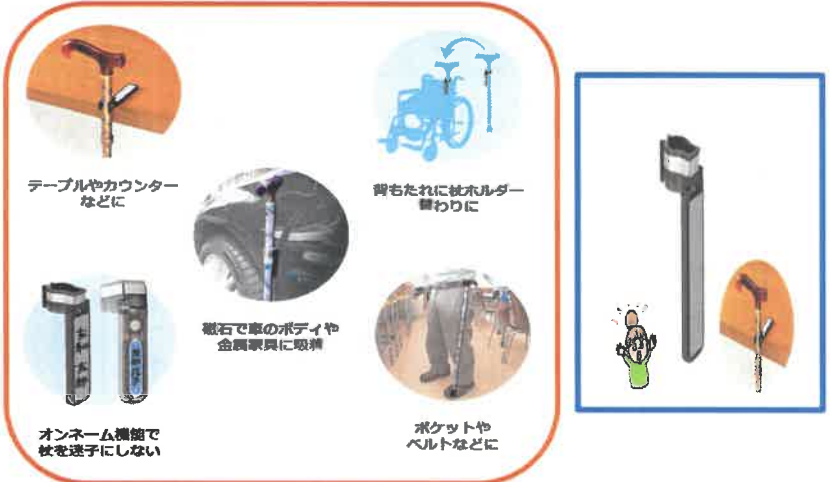 テーブルやカウンター
などに
背もたれに杖ホルダー
替わりに
磁石で車のボディや
金属家具に吸着
オンネーム機能で
杖を迷子にしない
ポケットや
ベルトなどに